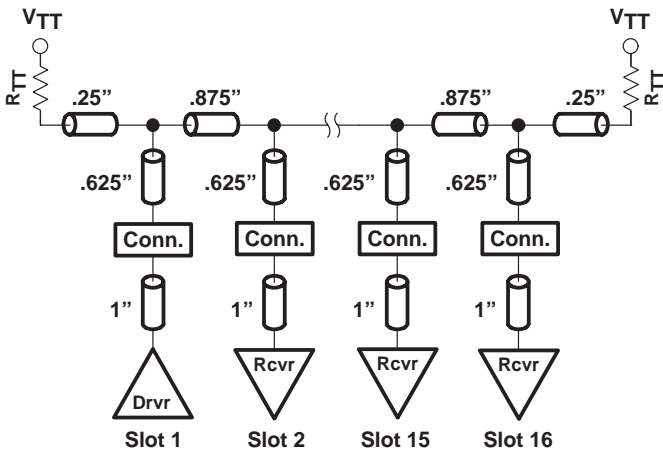 VTT VTT
RTT RTT
.25” .875” .875” .25”
.625” .625” .625” .625”
Conn. Conn. Conn. Conn.
1” 1” 1” 1”
Drvr Rcvr Rcvr Rcvr
Slot 1 Slot 2 Slot 15 Slot 16